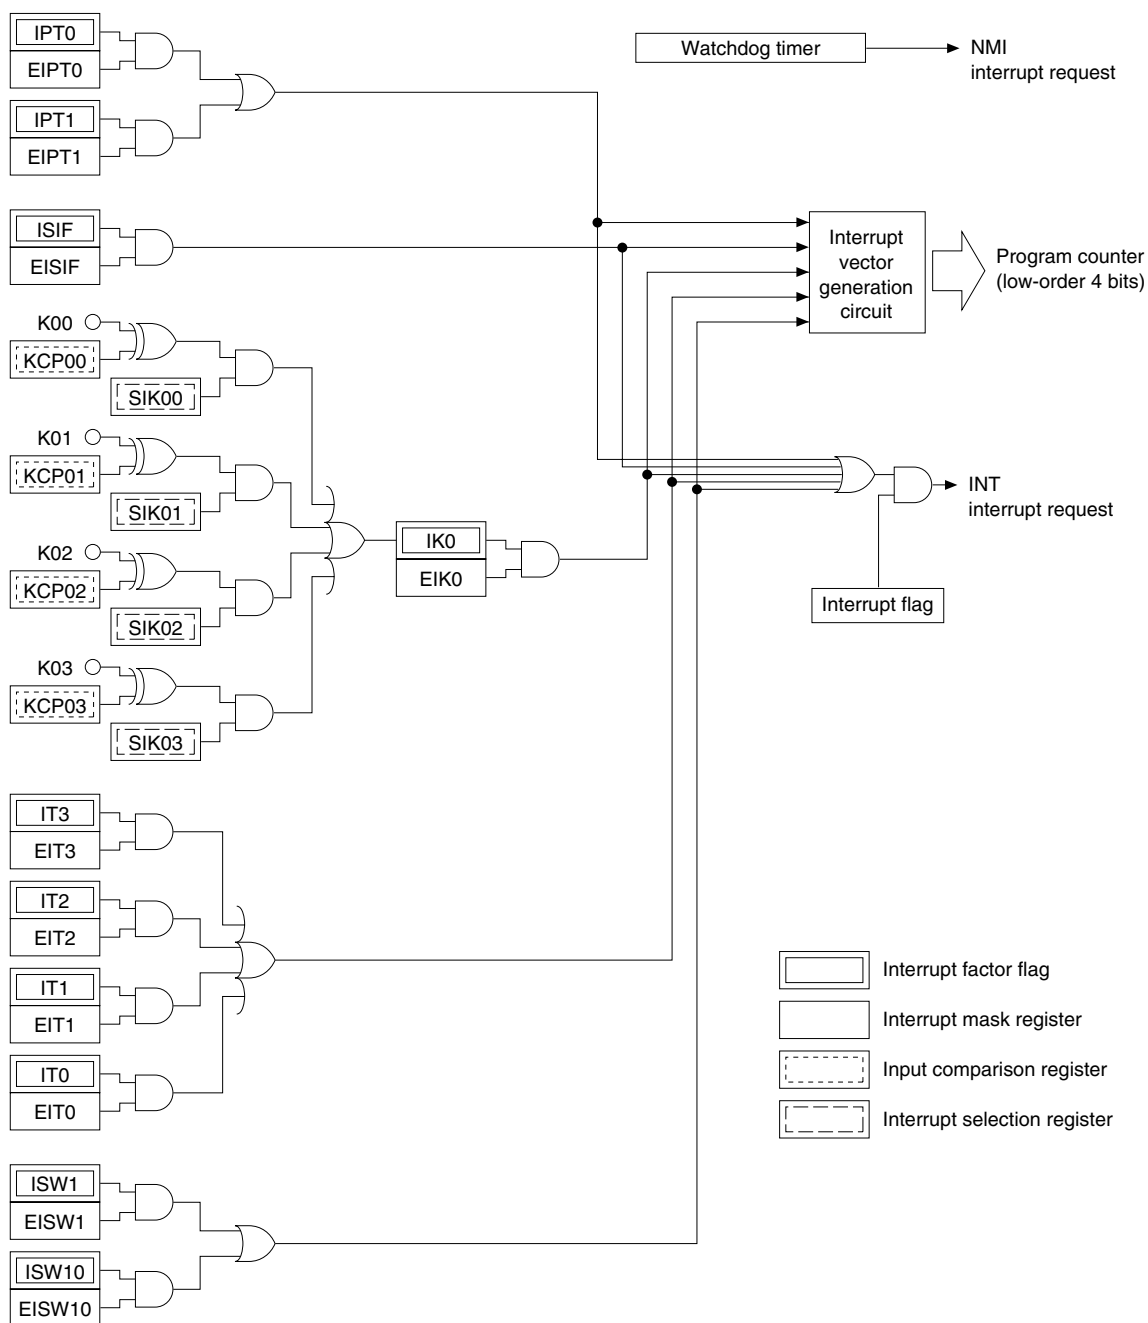 IPT0
EIPT0
IPT1
EIPT1
Watchdog timer
NMI
interrupt request
ISIF
EISIF
Interrupt
vector
generation
circuit
Program counter
(low-order 4 bits)
K00
KCP00
SIK00
K01
KCP01
SIK01
K02
KCP02
SIK02
K03
KCP03
SIK03
IK0
EIK0
INT
interrupt request
Interrupt flag
IT3
EIT3
IT2
EIT2
IT1
EIT1
IT0
EIT0
ISW1
EISW1
ISW10
EISW10
Interrupt factor flag
Interrupt mask register
Input comparison register
Interrupt selection register